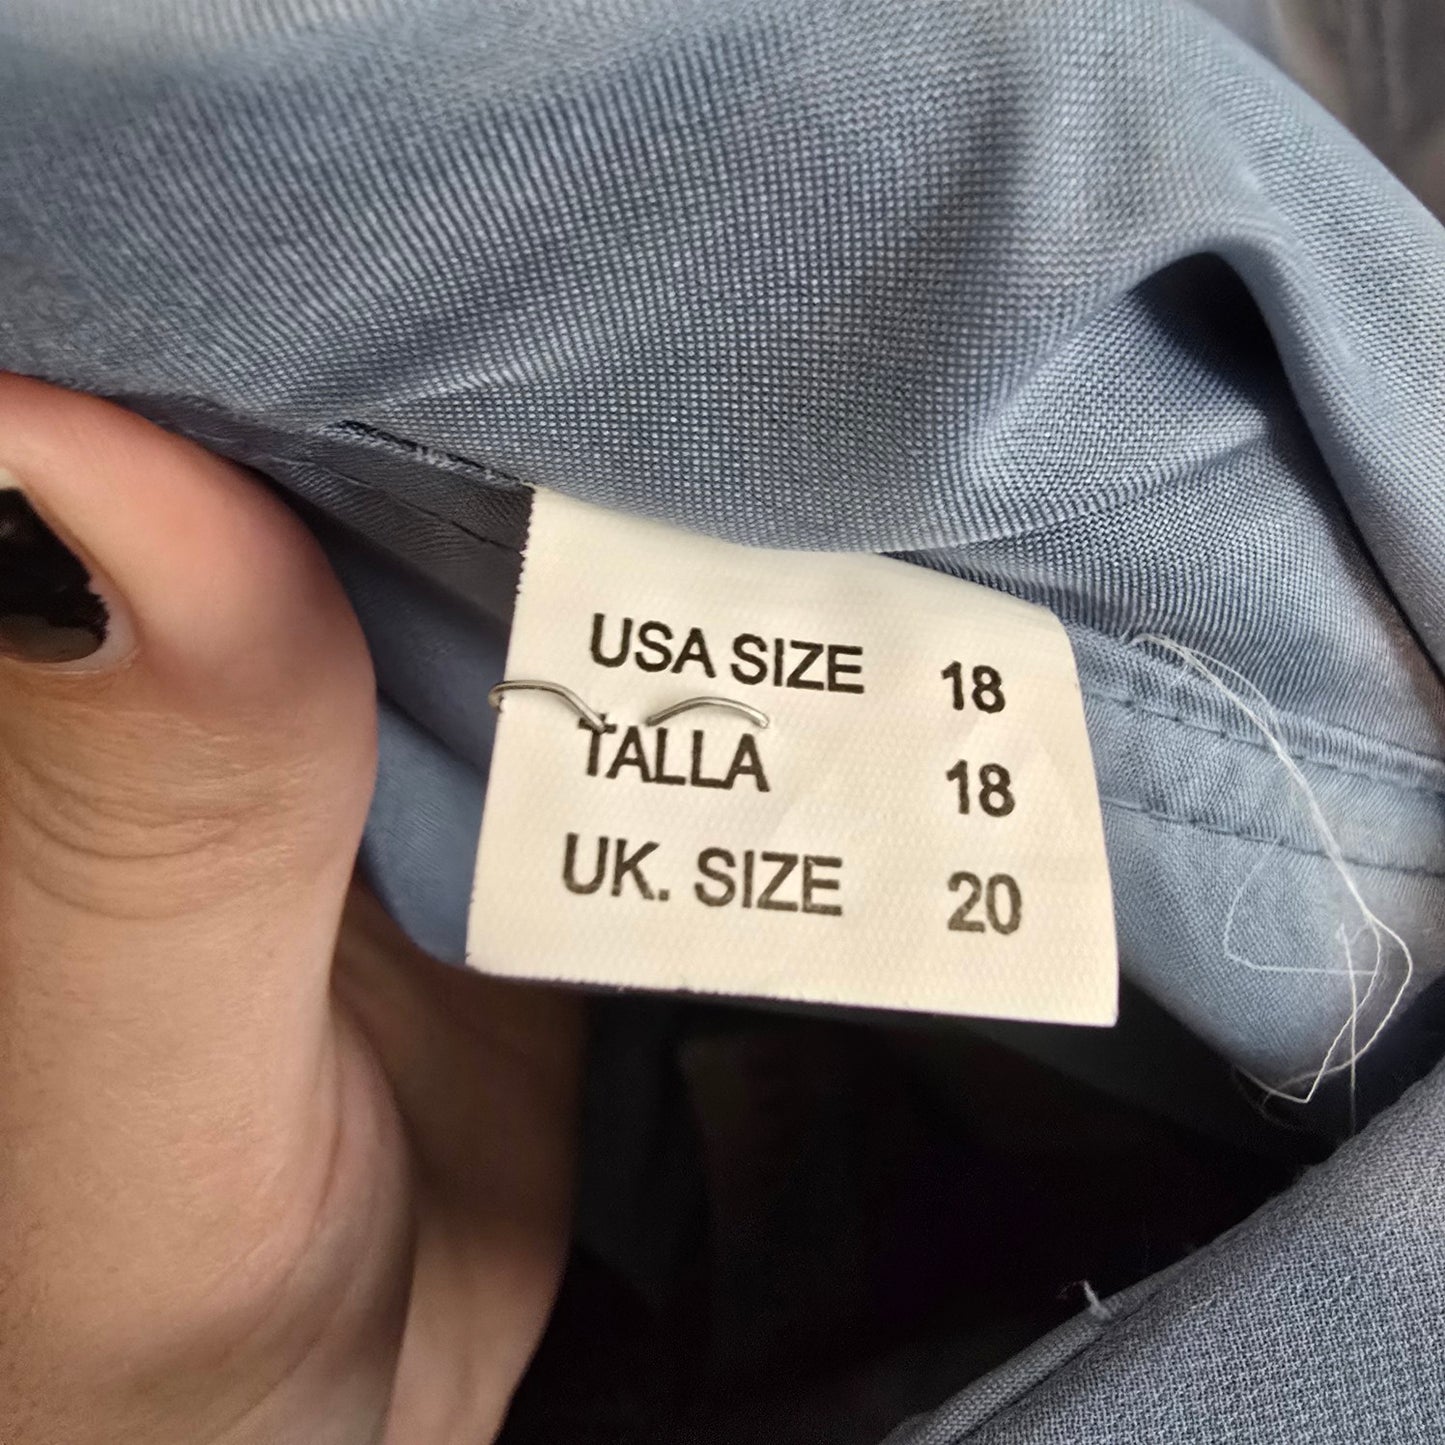 USA SIZE 18
TALLA 18
UK. SIZE 20